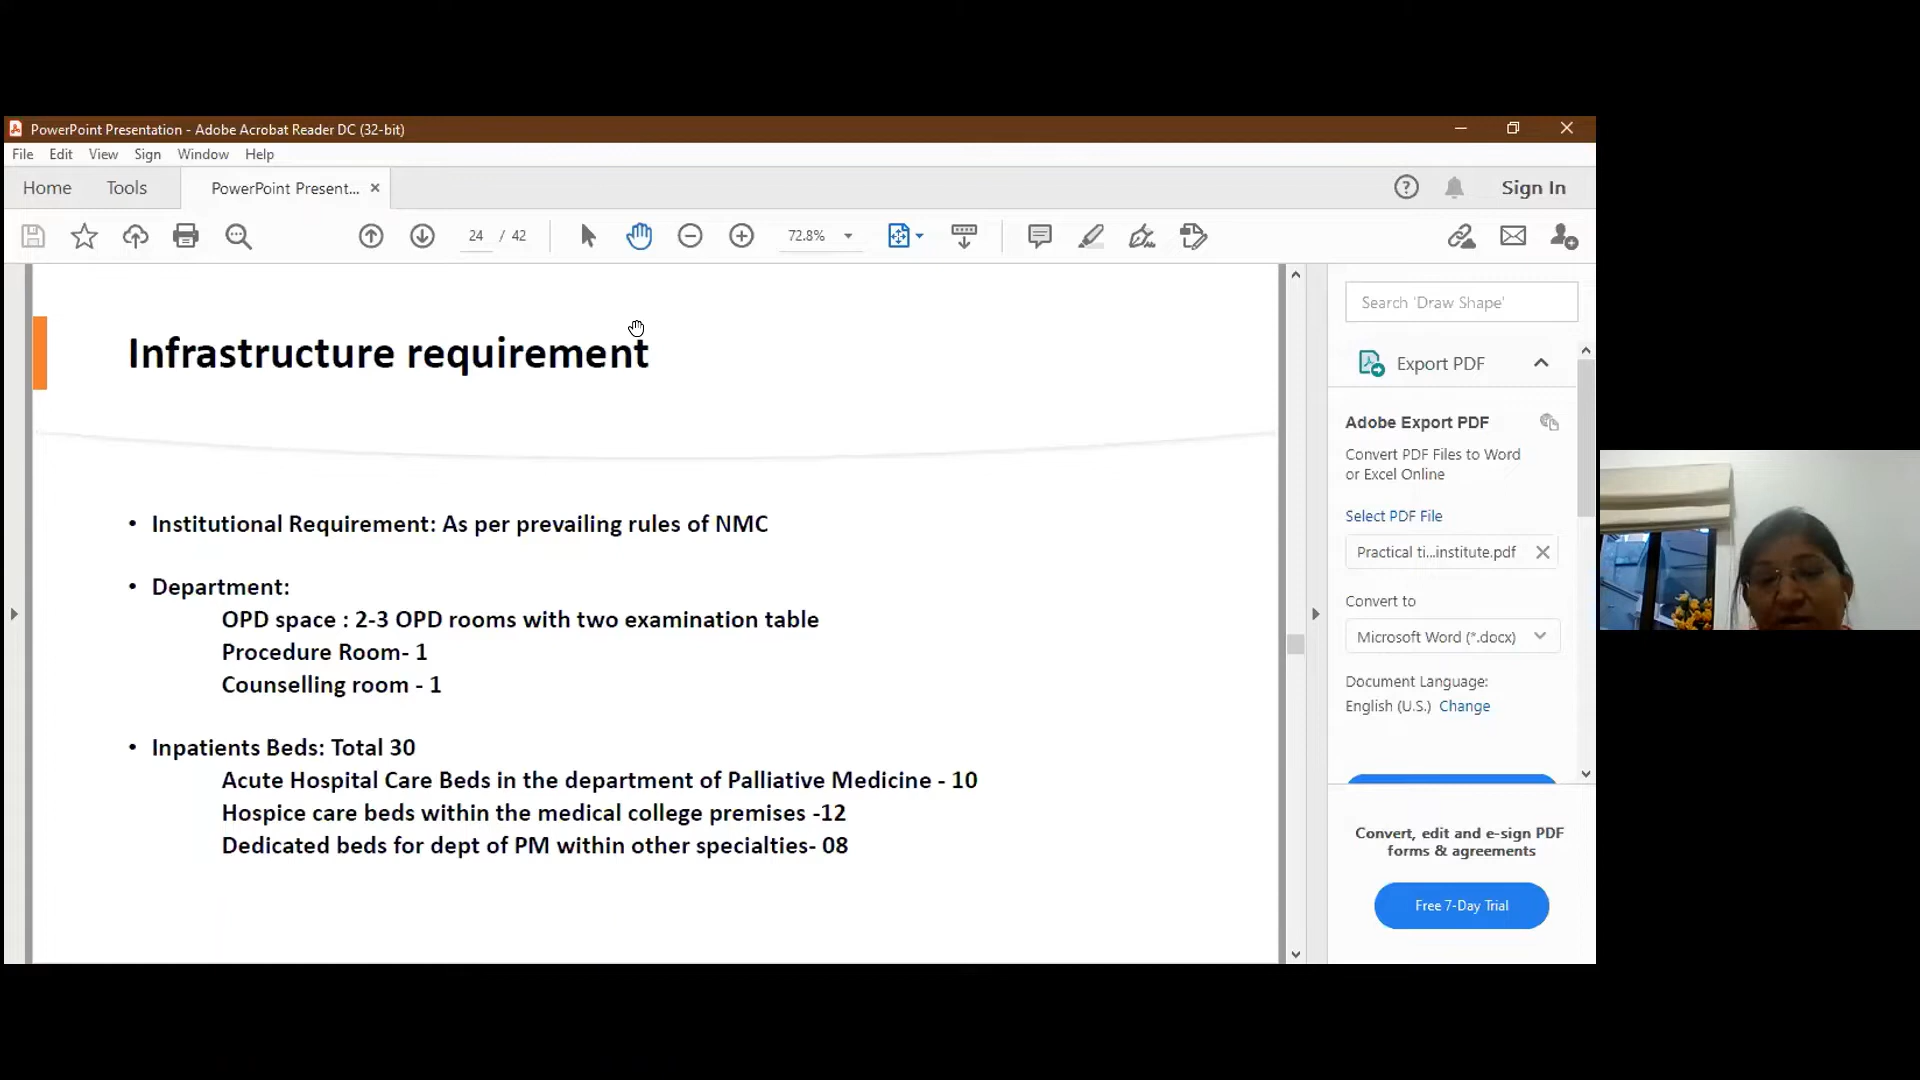 PowerPoint Presentation - Adobe Acrobat Reader DC (32-bit)
File Edit View Sign Window Help
Home Tools PowerPoint Present... Sign In
24 / 42 72.8%
Infrastructure requirement
• Institutional Requirement: As per prevailing rules of NMC
• Department:
OPD space : 2-3 OPD rooms with two examination table
Procedure Room- 1
Counselling room - 1
• Inpatients Beds: Total 30
Acute Hospital Care Beds in the department of Palliative Medicine - 10
Hospice care beds within the medical college premises -12
Dedicated beds for dept of PM within other specialties- 08
Search 'Draw Shape'
Export PDF
Adobe Export PDF
Convert PDF Files to Word
or Excel Online
Select PDF File
Practical ti...institute.pdf
Convert to
Microsoft Word (*.docx)
Document Language:
English (U.S.) Change
Convert, edit and e-sign PDF
forms & agreements
Free 7-Day Trial